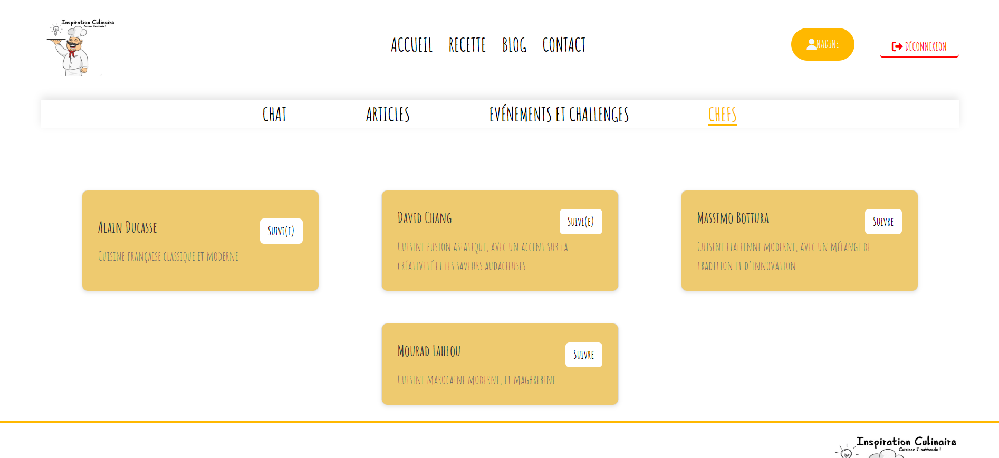 Inspiration Culinaire
Cuisinez l'inattendu !
ACCUEIL RECETTE BLOG CONTACT
NADINE
DÉCONNEXION
CHAT ARTICLES EVÉNEMENTS ET CHALLENGES CHEFS
Alain Ducasse
Suivi(e)
Cuisine française classique et moderne
David Chang
Suivi(e)
Cuisine fusion asiatique, avec un accent sur la
créativité et les saveurs audacieuses.
Massimo Bottura
Suivre
Cuisine italienne moderne, avec un mélange de
tradition et d'innovation
Mourad Lahlou
Suivre
Cuisine marocaine moderne, et maghrebine
Inspiration Culinaire
Cuisinez l'inattendu !